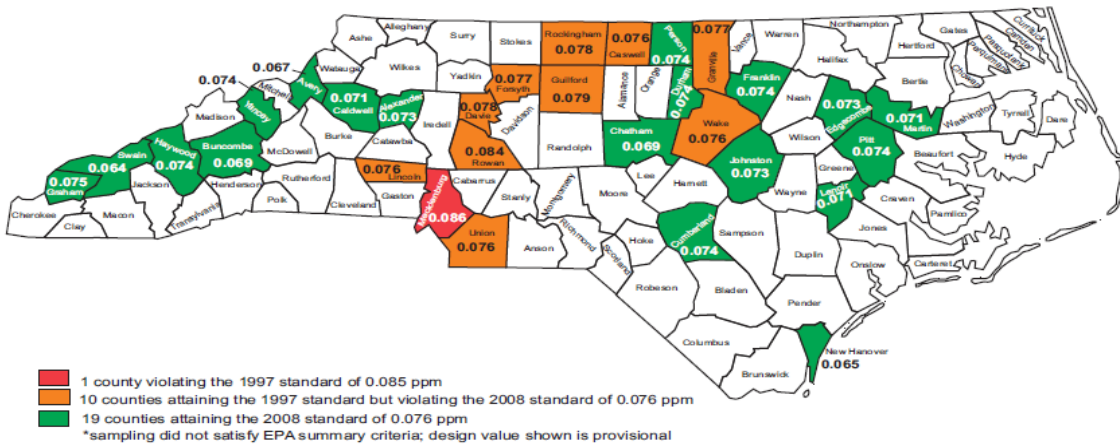 Ashe
Alleghany
Surry
Stokes
Rockingham
0.078
0.076
Caswell
Person
0.074
0.077
Granville
Vance
Warren
Northampton
Gates
Currituck
Camden
Pasquotank
Perquimans
Chowan
Hertford
Halifax
Bertie
0.067
0.074
Watauga
Wilkes
Yadkin
0.077
Forsyth
Guilford
0.079
Alamance
Orange
Durham
0.074
Franklin
0.074
Nash
0.073
Edgecombe
0.071
Martin
Washington
Tyrrell
Dare
Mitchell
Avery
0.071
Caldwell
Alexander
0.073
Iredell
0.078
Davie
Davidson
Randolph
Chatham
0.069
Wake
0.076
Wilson
Pitt
0.074
Beaufort
Hyde
Madison
Yancey
Burke
Catawba
0.084
Rowan
Johnston
0.073
Greene
Swain
0.064
Haywood
0.074
Buncombe
0.069
McDowell
Rutherford
0.076
Lincoln
Lee
Harnett
Wayne
Lenoir
0.071
Craven
Pamlico
0.075
Graham
Jackson
Henderson
Polk
Cleveland
Gaston
Mecklenburg
0.086
Cabarrus
Stanly
Montgomery
Moore
Cherokee
Clay
Macon
Transylvania
Union
0.076
Anson
Richmond
Scotland
Hoke
Cumberland
0.074
Sampson
Duplin
Jones
Onslow
Carteret
Robeson
Bladen
Pender
Columbus
Brunswick
New Hanover
0.065
1 county violating the 1997 standard of 0.085 ppm
10 counties attaining the 1997 standard but violating the 2008 standard of 0.076 ppm
19 counties attaining the 2008 standard of 0.076 ppm
*sampling did not satisfy EPA summary criteria; design value shown is provisional